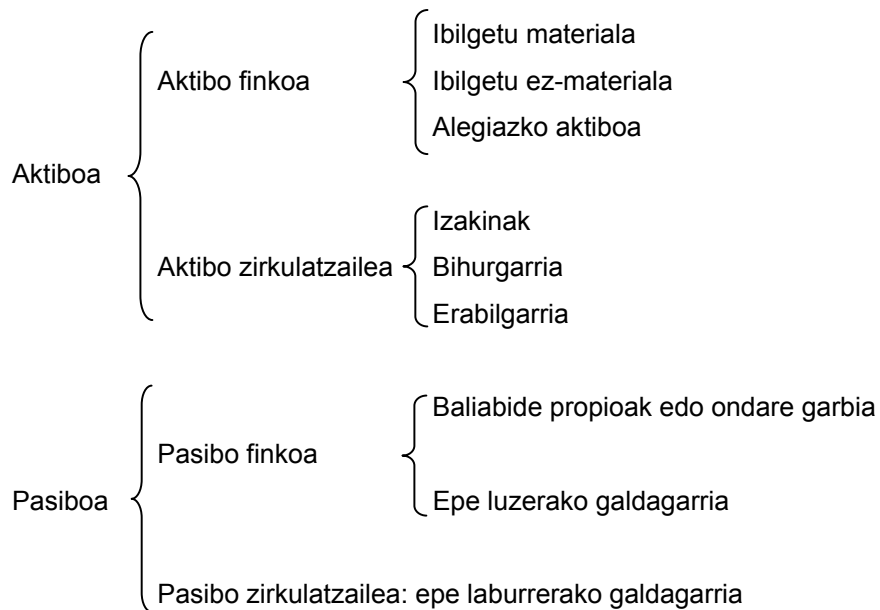 Ibilgetu materiala
Aktibo finkoa
Ibilgetu ez-materiala
Alegiazko aktiboa
Aktiboa
Izakinak
Aktibo zirkulatzailea
Bihurgarria
Erabilgarria
Baliabide propioak edo ondare garbia
Pasibo finkoa
Epe luzerako galdagarria
Pasiboa
Pasibo zirkulatzailea: epe laburrerako galdagarria